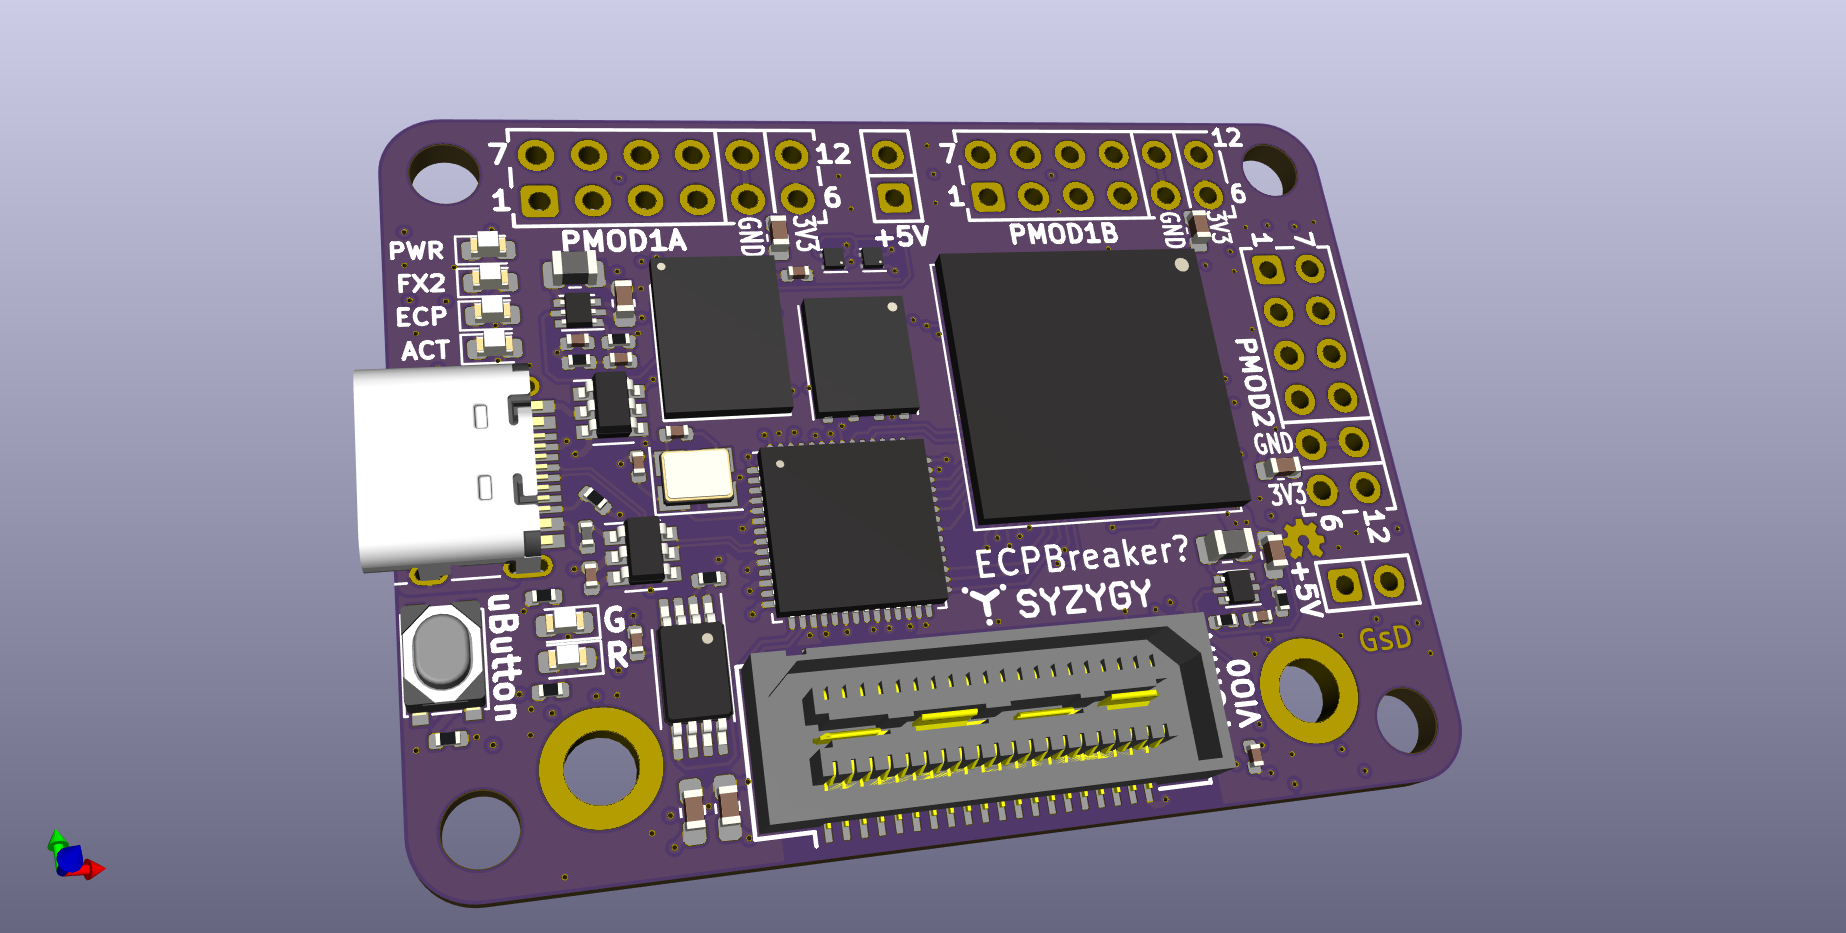 7
12
7
12
1
6
1
6
PMOD1A
GND
3V3
+5V
PMOD1B
GND
3V3
1
7
PWR
FX2
ECP
ACT
PMOD2
GND
3V3
6
12
ECPBreaker?
SYZYGY
+5V
GsD
uButton
G
R
VIO0